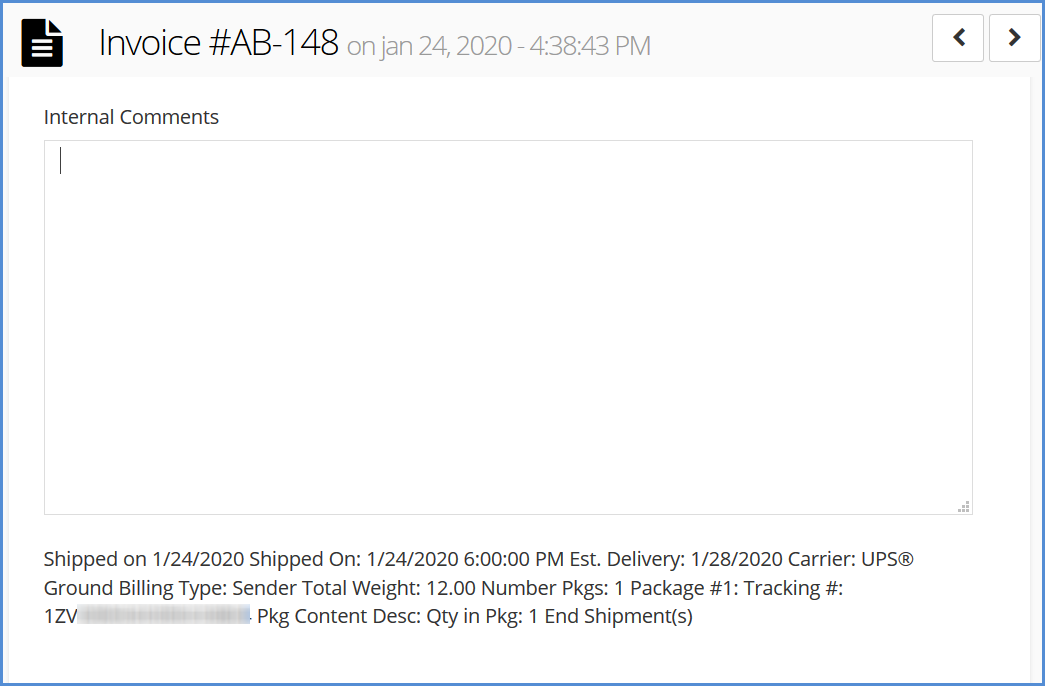 Invoice #AB-148 on jan 24, 2020 - 4:38:43 PM
Internal Comments
Shipped on 1/24/2020 Shipped On: 1/24/2020 6:00:00 PM Est. Delivery: 1/28/2020 Carrier: UPS®
Ground Billing Type: Sender Total Weight: 12.00 Number Pkgs: 1 Package #1: Tracking #:
1ZV Pkg Content Desc: Qty in Pkg: 1 End Shipment(s)